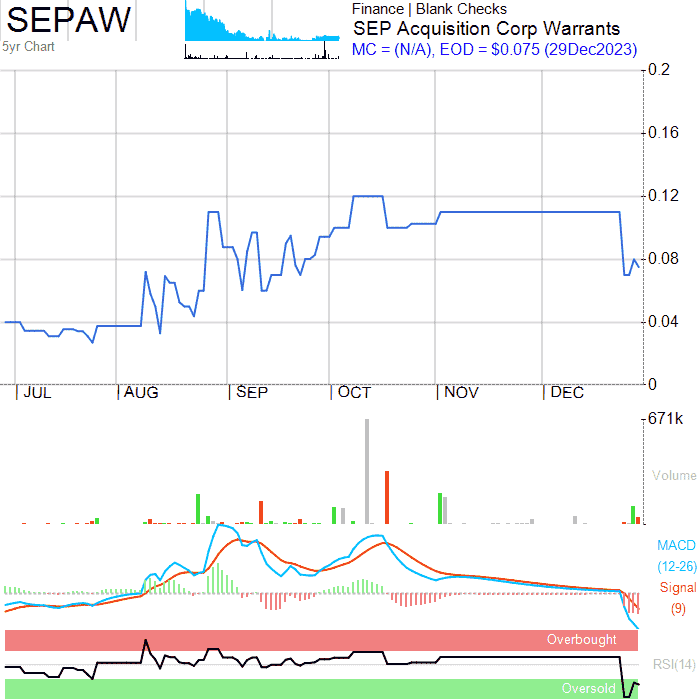 SEPAW
5yr Chart
Finance | Blank Checks
SEP Acquisition Corp Warrants
MC = (N/A), EOD = $0.075 (29Dec2023)
0.2
0.16
0.12
0.08
0.04
0
| JUL | AUG | SEP | OCT | NOV | DEC
671k
Volume
MACD
(12-26)
Signal
(9)
Overbought
RSI(14)
Oversold